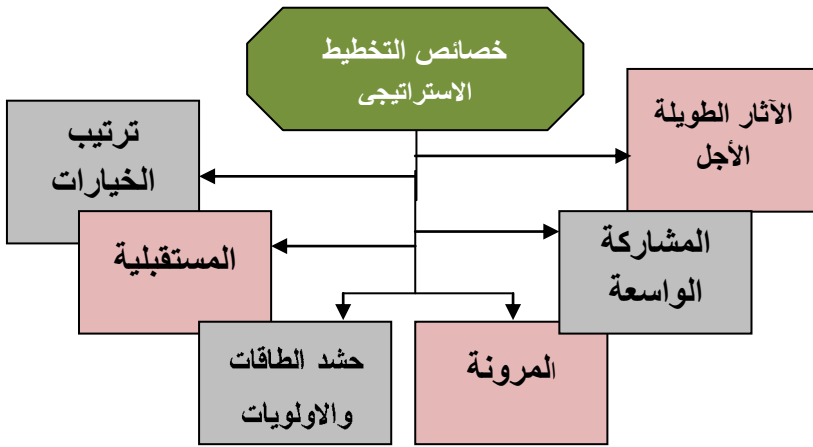 خصائص التخطيط
الاستراتيجى
الآثار الطويلة
الأجل
ترتيب
الخيارات
المشاركة
الواسعة
المستقبلية
المرونة
حشد الطاقات
والاولويات